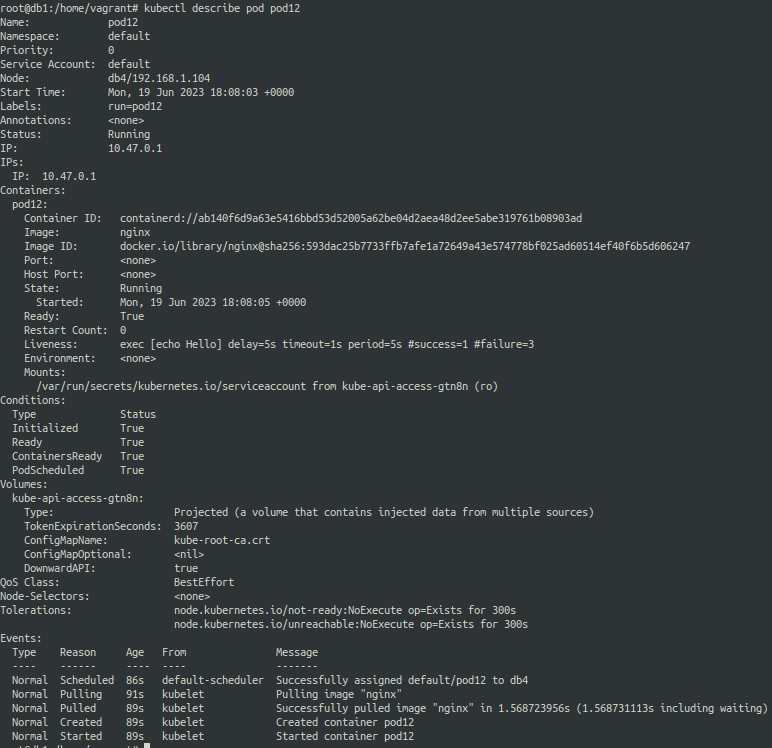 root@db1:/home/vagrant# kubectl describe pod pod12
Name:             pod12
Namespace:        default
Priority:         0
Service Account:  default
Node:             db4/192.168.1.104
Start Time:       Mon, 19 Jun 2023 18:08:03 +0000
Labels:           run=pod12
Annotations:      <none>
Status:           Running
IP:               10.47.0.1
IPs:
  IP:  10.47.0.1
Containers:
  pod12:
    Container ID:   containerd://ab140f6d9a63e5416bbd53d52005a62be04d2aea48d2ee5abe319761b08903ad
    Image:          nginx
    Image ID:       docker.io/library/nginx@sha256:593dac25b7733ffb7afe1a72649a43e574778bf025ad60514ef40f6b5d606247
    Port:           <none>
    Host Port:      <none>
    State:          Running
      Started:      Mon, 19 Jun 2023 18:08:05 +0000
    Ready:          True
    Restart Count:  0
    Liveness:       exec [echo Hello] delay=5s timeout=1s period=5s #success=1 #failure=3
    Environment:    <none>
    Mounts:
      /var/run/secrets/kubernetes.io/serviceaccount from kube-api-access-gtn8n (ro)
Conditions:
  Type              Status
  Initialized       True
  Ready             True
  ContainersReady   True
  PodScheduled      True
Volumes:
  kube-api-access-gtn8n:
    Type:                    Projected (a volume that contains injected data from multiple sources)
    TokenExpirationSeconds:  3607
    ConfigMapName:           kube-root-ca.crt
    ConfigMapOptional:       <nil>
    DownwardAPI:             true
QoS Class:                   BestEffort
Node-Selectors:              <none>
Tolerations:                 node.kubernetes.io/not-ready:NoExecute op=Exists for 300s
                             node.kubernetes.io/unreachable:NoExecute op=Exists for 300s
Events:
  Type    Reason     Age   From               Message
  ----    ------     ----  ----               -------
  Normal  Scheduled  86s   default-scheduler  Successfully assigned default/pod12 to db4
  Normal  Pulling    91s   kubelet            Pulling image "nginx"
  Normal  Pulled     89s   kubelet            Successfully pulled image "nginx" in 1.568723956s (1.568731113s including waiting)
  Normal  Created    89s   kubelet            Created container pod12
  Normal  Started    89s   kubelet            Started container pod12